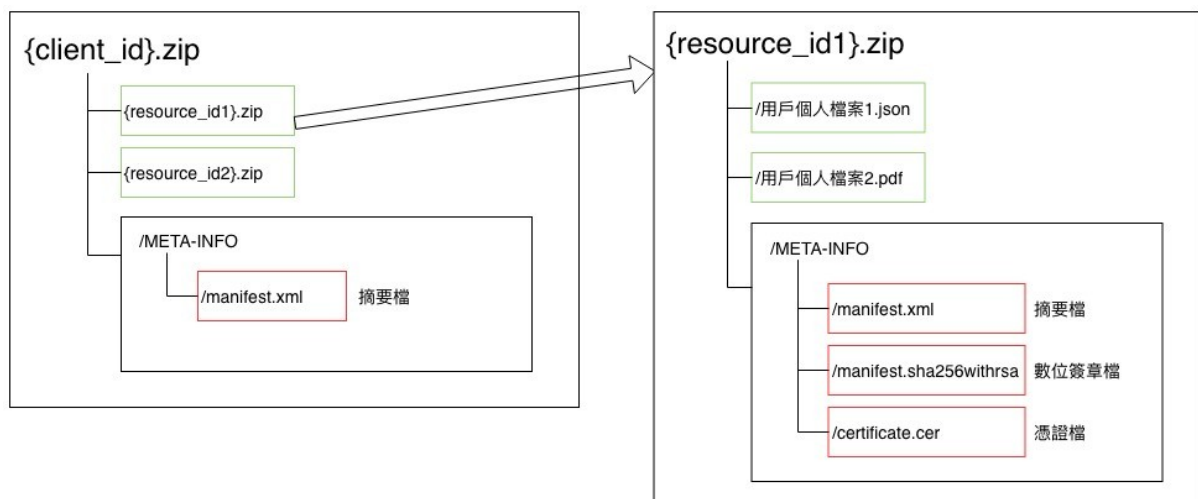 {client_id}.zip
{resource_id1}.zip
{resource_id2}.zip
/META-INFO
/manifest.xml 摘要檔
{resource_id1}.zip
/用戶個人檔案1.json
/用戶個人檔案2.pdf
/META-INFO
/manifest.xml 摘要檔
/manifest.sha256withrsa 數位簽章檔
/certificate.cer 憑證檔